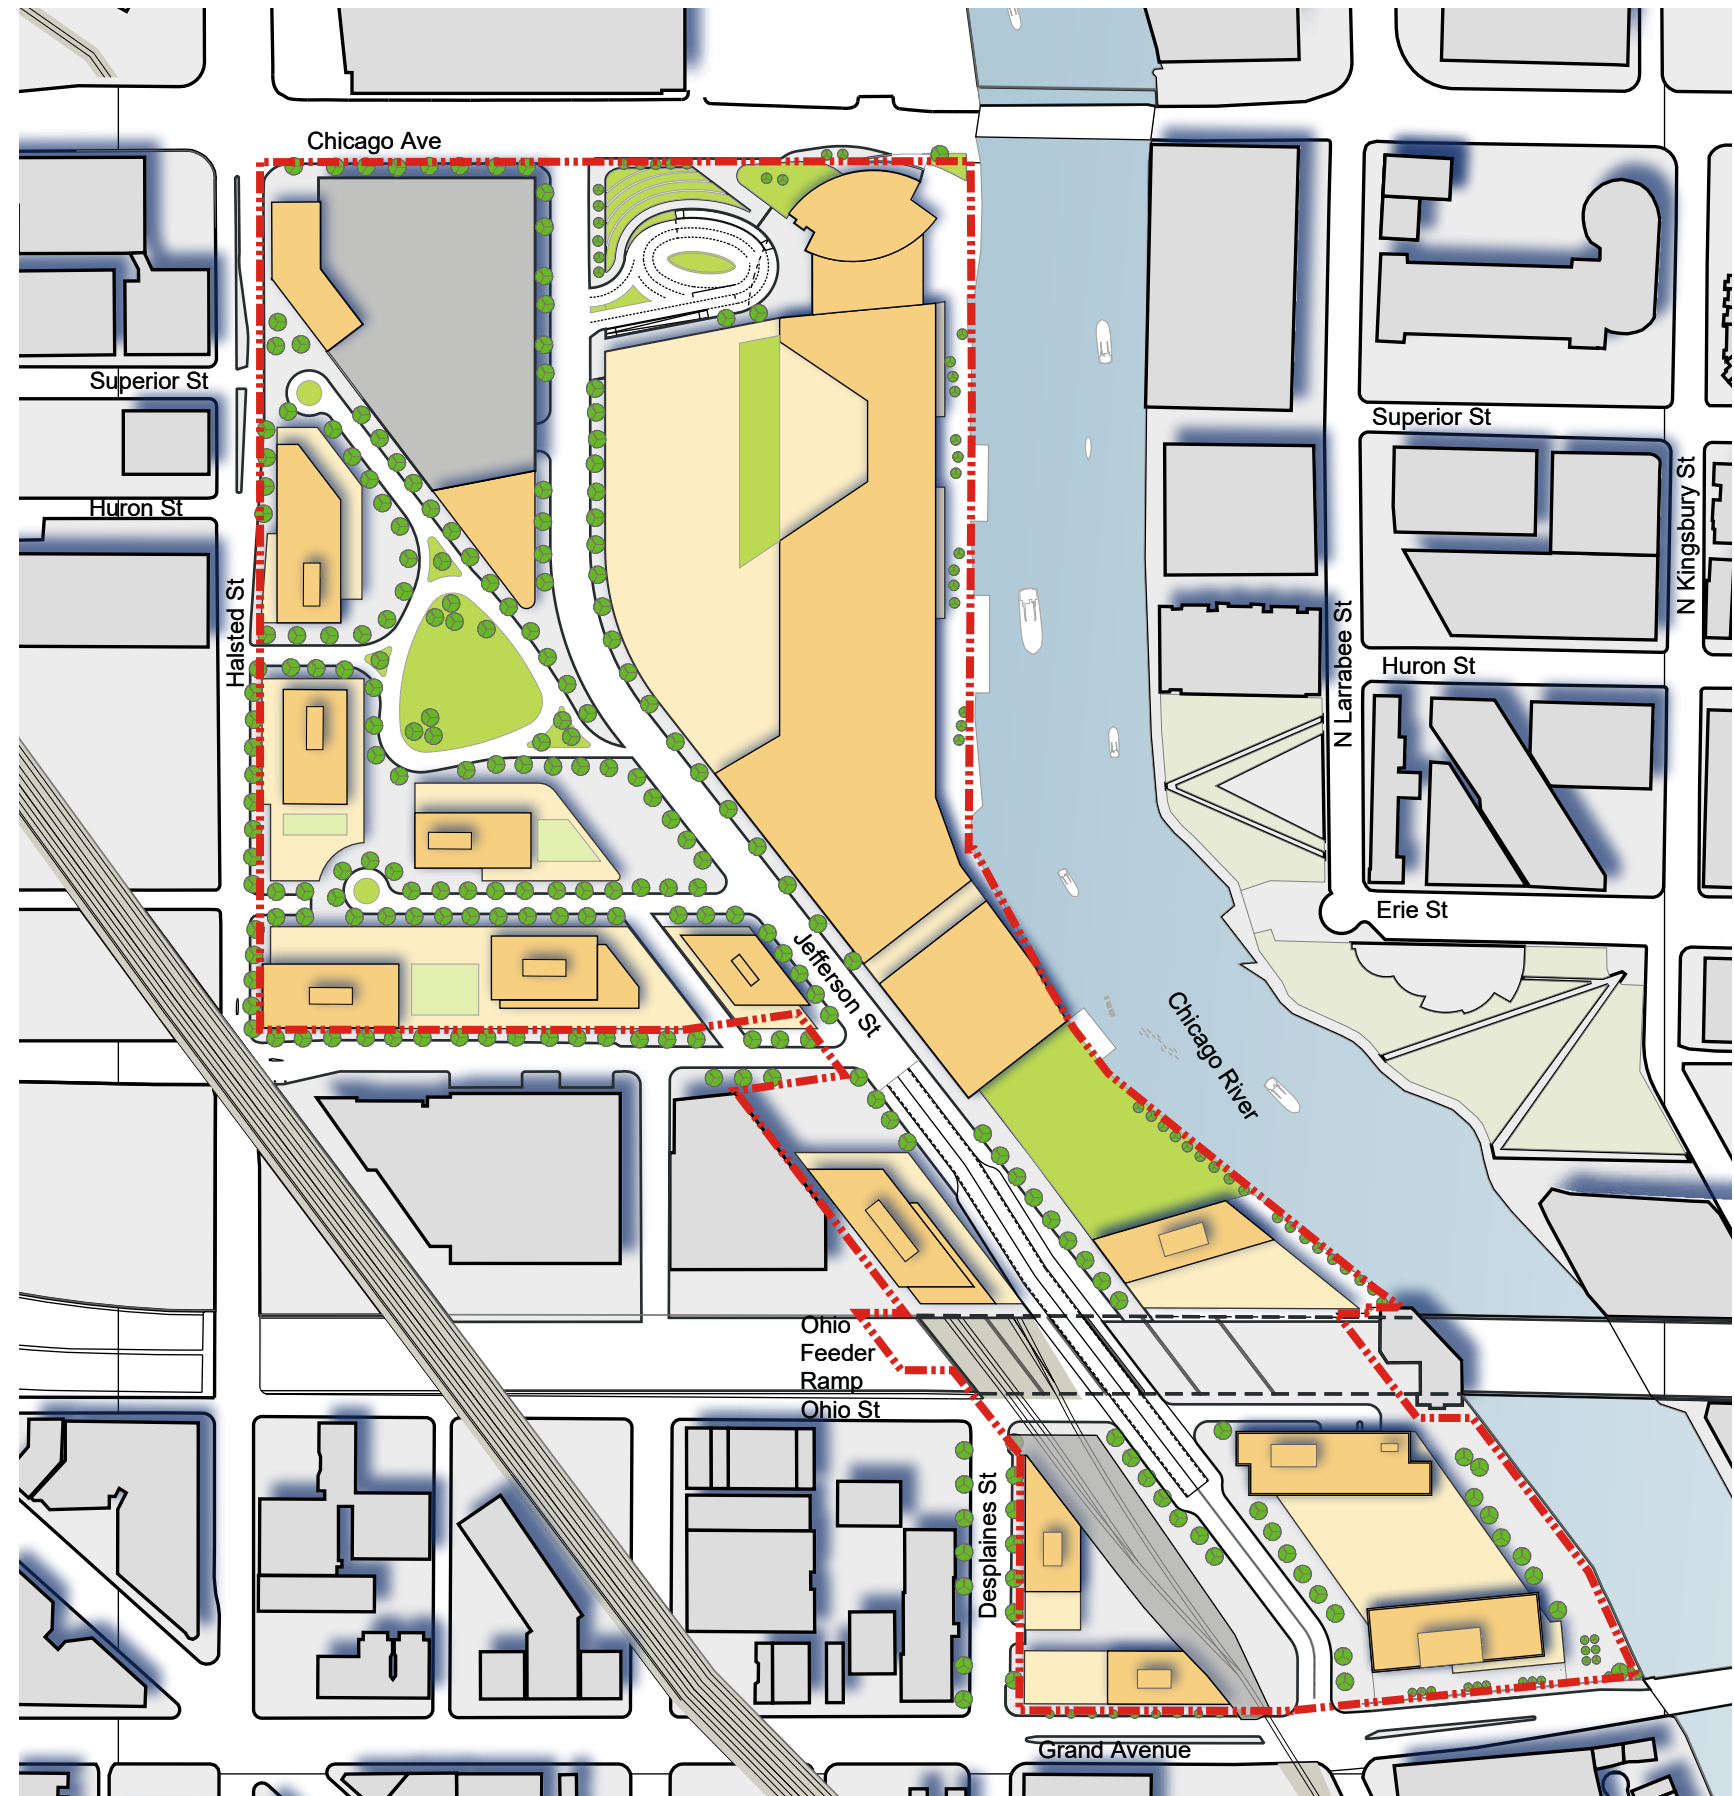 Chicago Ave
Superior St
Superior St
N Kingsbury St
Huron St
Halsted St
N Larrabee St
Huron St
Erie St
Jefferson St
Chicago River
Ohio
Feeder
Ramp
Ohio St
Desplaines St
Grand Avenue